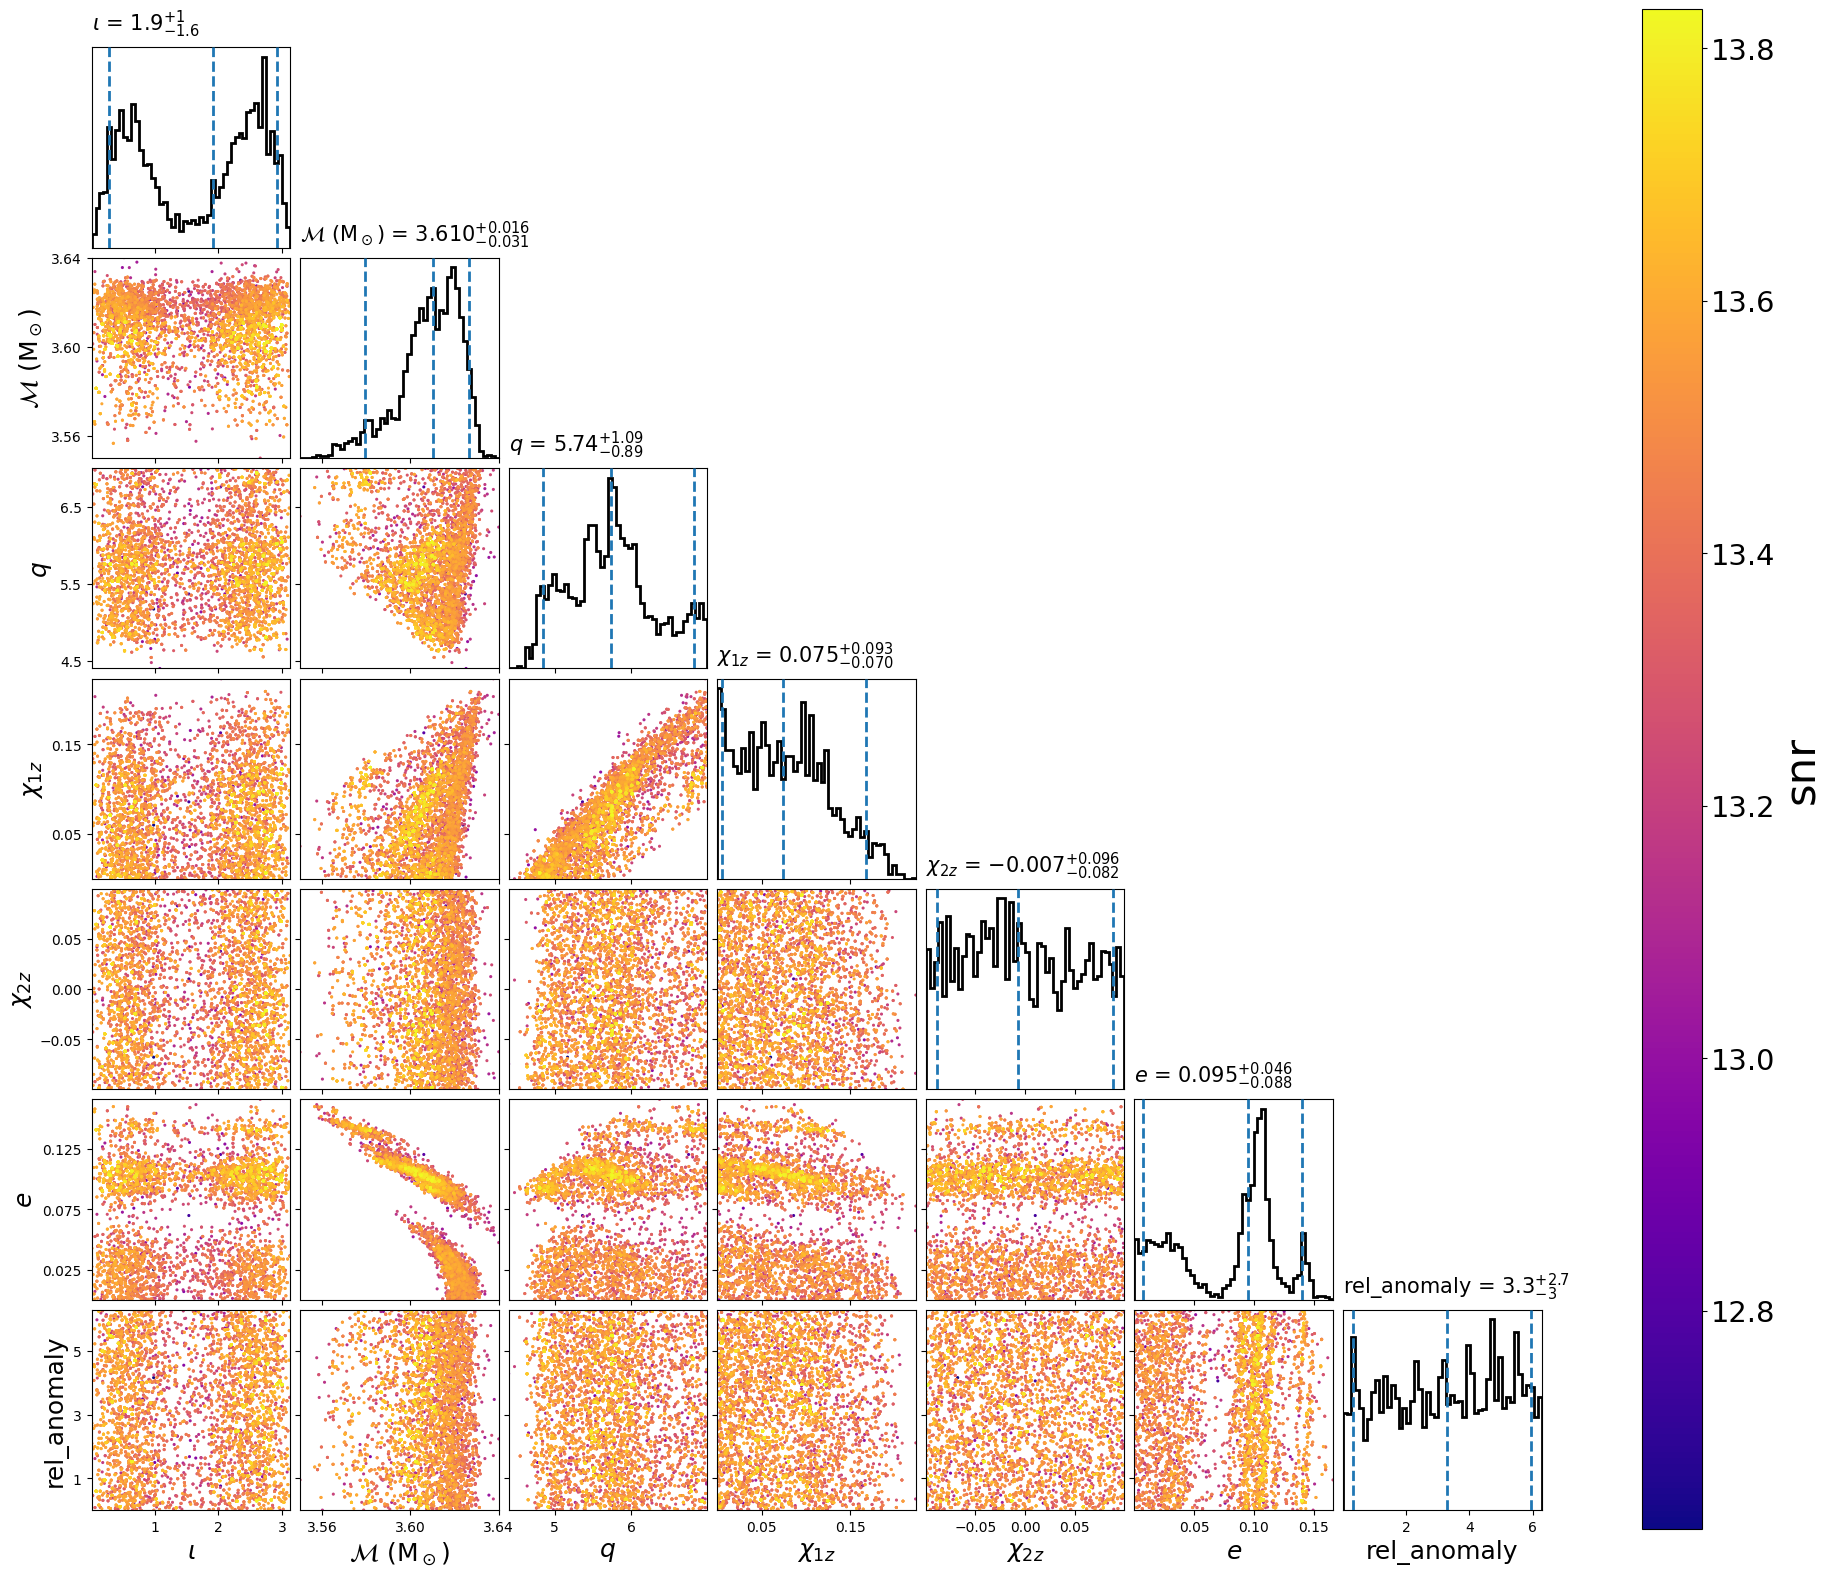 ι = 1.9+1−1.6
ℳ (M⊙) = 3.610+0.016−0.031
q = 5.74+1.09−0.89
χ1z = 0.075+0.093−0.070
χ2z = −0.007+0.096−0.082
e = 0.095+0.046−0.088
rel_anomaly = 3.3+2.7−3
3.64
3.60
3.56
ℳ (M⊙)
6.5
5.5
4.5
q
0.15
0.05
χ1z
0.05
0.00
−0.05
χ2z
0.125
0.075
0.025
e
5
3
1
rel_anomaly
1 2 3
ι
3.56 3.60 3.64
ℳ (M⊙)
5 6
q
0.05 0.15
χ1z
−0.05 0.00 0.05
χ2z
0.05 0.10 0.15
e
2 4 6
rel_anomaly
13.8
13.6
13.4
13.2
13.0
12.8
snr